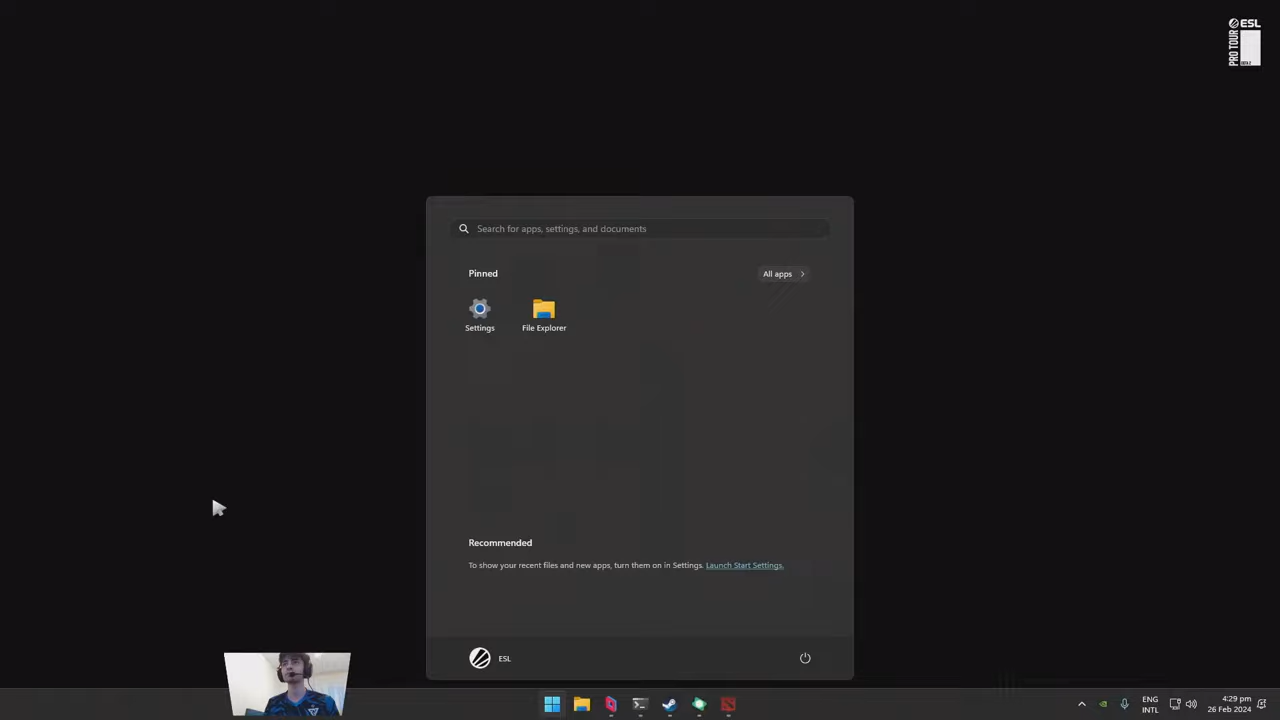 ESL
PRO TOUR
Search for apps, settings, and documents
Pinned
All apps
Settings
File Explorer
Recommended
To show your recent files and new apps, turn them on in Settings. Launch Start Settings.
ESL
ENG
INTL
4:29 pm
26 Feb 2024